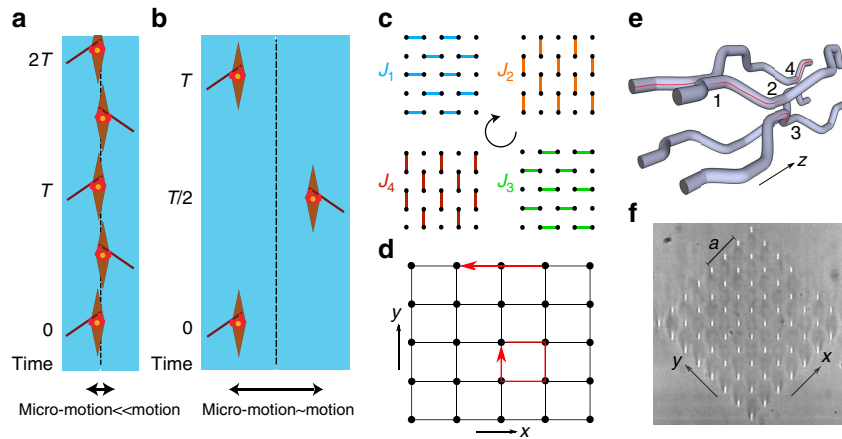 a
2T
T
0
Time
Micro-motion<<motion
b
T
T/2
0
Time
Micro-motion~motion
c
J1
J2
J4
J3
d
y
x
e
1
2
3
4
z
f
a
y
x